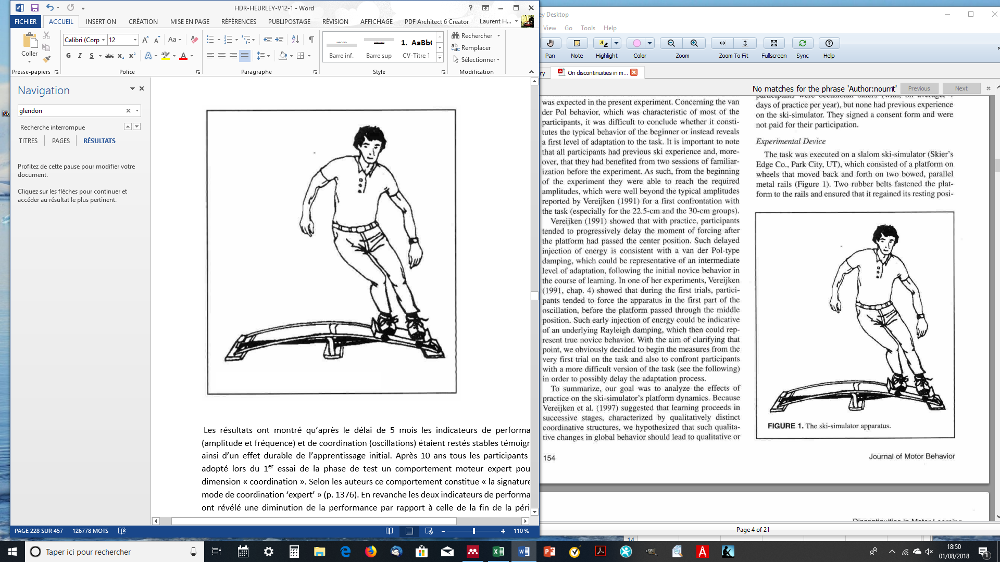 HDR-HEURLEY-V12-1 - Word
FICHIER ACCUEIL INSERTION CRÉATION MISE EN PAGE RÉFÉRENCES PUBLIPOSTAGE RÉVISION AFFICHAGE PDF Architect 6 Creator Laurent H...
Coller
Calibri (Corp 12
Aa
G I S abc x₂ x²
Barre inf. Barre sup CV-Titre 1
1. AaBb
Rechercher
Remplacer
Sélectionner
Presse-papiers Police Paragraphe Style Modification
Navigation
glendon
Recherche interrompue
TITRES PAGES RÉSULTATS
Profitez de cette pause pour modifier votre
document.
Cliquez sur les flèches pour continuer et
accéder au résultat le plus pertinent.
Les résultats ont montré qu’après le délai de 5 mois les indicateurs de performa
(amplitude et fréquence) et de coordination (oscillations) étaient restés stables témoign
ainsi d’un effet durable de l’apprentissage initial. Après 10 ans tous les participants
adopté lors du 1er essai de la phase de test un comportement moteur expert pou
dimension « coordination ». Selon les auteurs ce comportement constitue « la signature
mode de coordination ‘expert’ » (p. 1376). En revanche les deux indicateurs de performa
ont révélé une diminution de la performance par rapport à celle de la fin de la péri
PAGE 228 SUR 457 126778 MOTS 110 %
ey Desktop
View Go Tools Help
Pan Note Highlight Color Zoom Zoom To Fit Fullscreen Sync Help
ry On discontinuities in m...
No matches for the phrase 'Author:nourrit' Previous Next
was expected in the present experiment. Concerning the van
der Pol behavior, which was characteristic of most of the
participants, it was difficult to conclude whether it consti-
tutes the typical behavior of the beginner or instead reveals
a first level of adaptation to the task. It is important to note
that all participants had previous ski experience and, more-
over, that they had benefited from two sessions of familiar-
ization before the experiment. As such, from the beginning
of the experiment they were able to reach the required
amplitudes, which were well beyond the typical amplitudes
reported by Vereijken (1991) for a first confrontation with
the task (especially for the 22.5-cm and the 30-cm groups).
Vereijken (1991) showed that with practice, participants
tended to progressively delay the moment of forcing after
the platform had passed the center position. Such delayed
injection of energy is consistent with a van der Pol-type
damping, which could be representative of an intermediate
level of adaptation, following the initial novice behavior in
the course of learning. In one of her experiments, Vereijken
(1991, chap. 4) showed that during the first trials, partici-
pants tended to force the apparatus in the first part of the
oscillation, before the platform passed through the middle
position. Such early injection of energy could be indicative
of an underlying Rayleigh damping, which then could rep-
resent true novice behavior. With the aim of clarifying that
point, we obviously decided to begin the measures from the
very first trial on the task and also to confront participants
with a more difficult version of the task (see the following)
in order to possibly delay the adaptation process.
To summarize, our goal was to analyze the effects of
practice on the ski-simulator's platform dynamics. Because
Vereijken et al. (1997) suggested that learning proceeds in
successive stages, characterized by qualitatively distinct
coordinative structures, we hypothesized that such qualita-
tive changes in global behavior should lead to qualitative or
154
participants were occasional skiers (with, on average, 4
days of practice per year), but none had previous experience
on the ski-simulator. They signed a consent form and were
not paid for their participation.
Experimental Device
The task was executed on a slalom ski-simulator (Skier's
Edge Co., Park City, UT), which consisted of a platform on
wheels that moved back and forth on two bowed, parallel
metal rails (Figure 1). Two rubber belts fastened the plat-
form to the rails and ensured that it regained its resting posi-
FIGURE 1. The ski-simulator apparatus.
Journal of Motor Behavior
Discontinuities in Motor Learning
Page 4 of 21
14
Taper ici pour rechercher
18:50
01/08/2018
1